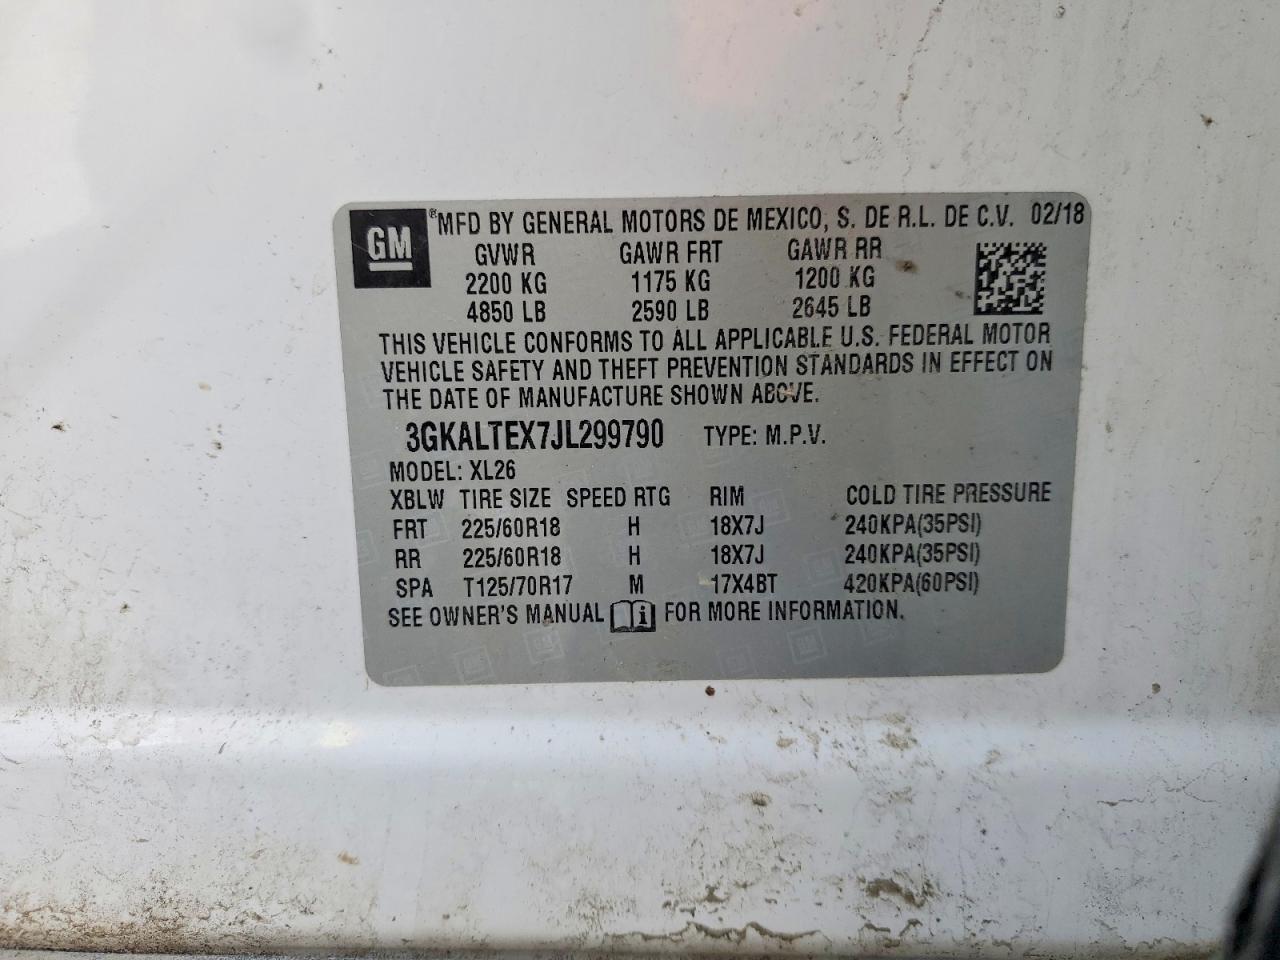 GM
®MFD BY GENERAL MOTORS DE MEXICO, S. DE R.L. DE C.V. 02/18
GVWR GAWR FRT GAWR RR
2200 KG 1175 KG 1200 KG
4850 LB 2590 LB 2645 LB
THIS VEHICLE CONFORMS TO ALL APPLICABLE U.S. FEDERAL MOTOR
VEHICLE SAFETY AND THEFT PREVENTION STANDARDS IN EFFECT ON
THE DATE OF MANUFACTURE SHOWN ABOVE.
3GKALTEX7JL299790 TYPE: M.P.V.
MODEL: XL26
XBLW TIRE SIZE SPEED RTG RIM COLD TIRE PRESSURE
FRT 225/60R18 H 18X7J 240KPA(35PSI)
RR 225/60R18 H 18X7J 240KPA(35PSI)
SPA T125/70R17 M 17X4BT 420KPA(60PSI)
SEE OWNER'S MANUAL i FOR MORE INFORMATION.